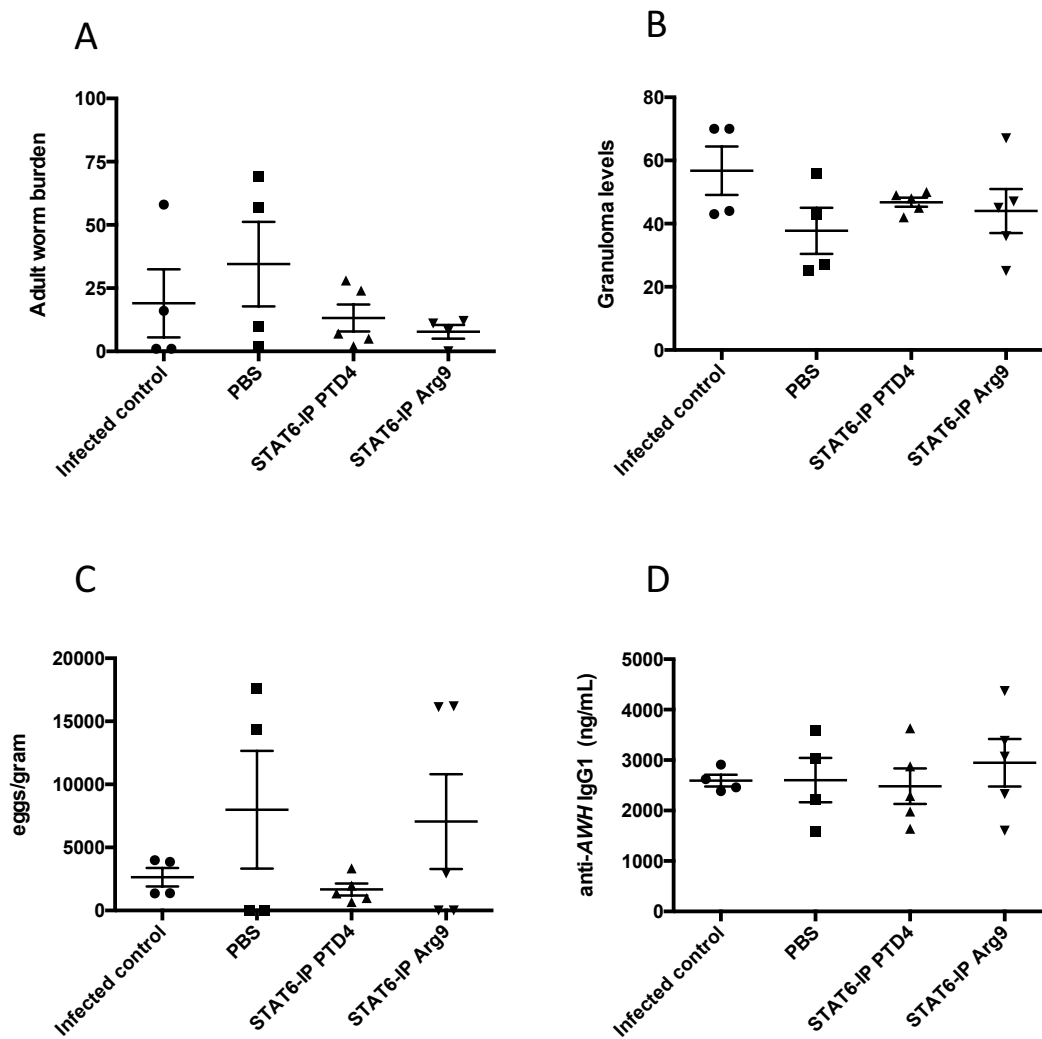 A
100
75
50
25
0
Adult worm burden
Infected control
PBS
STAT6-IP PTD4
STAT6-IP Arg9
B
80
60
40
20
0
Granuloma levels
Infected control
PBS
STAT6-IP PTD4
STAT6-IP Arg9
C
20000
15000
10000
5000
0
eggs/gram
Infected control
PBS
STAT6-IP PTD4
STAT6-IP Arg9
D
5000
4000
3000
2000
1000
0
anti-AWH IgG1 (ng/mL)
Infected control
PBS
STAT6-IP PTD4
STAT6-IP Arg9